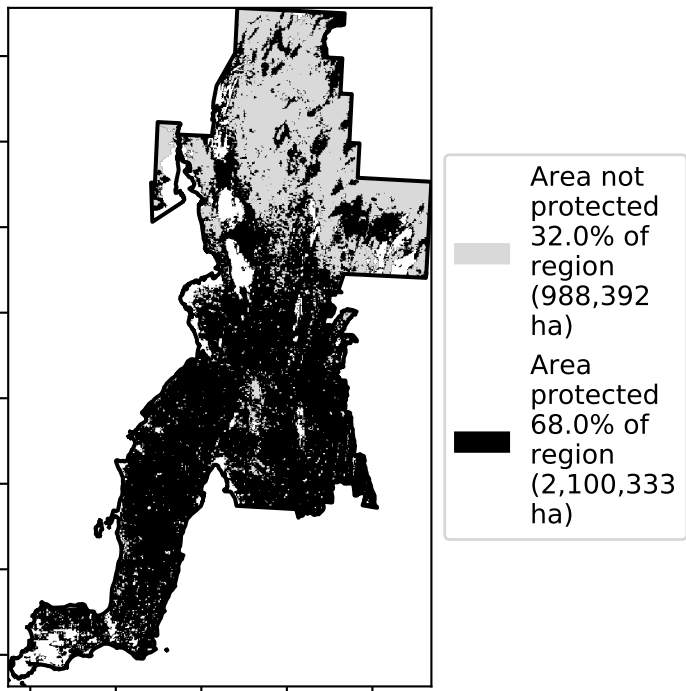 Area not
protected
32.0% of
region
(988,392
ha)
Area
protected
68.0% of
region
(2,100,333
ha)